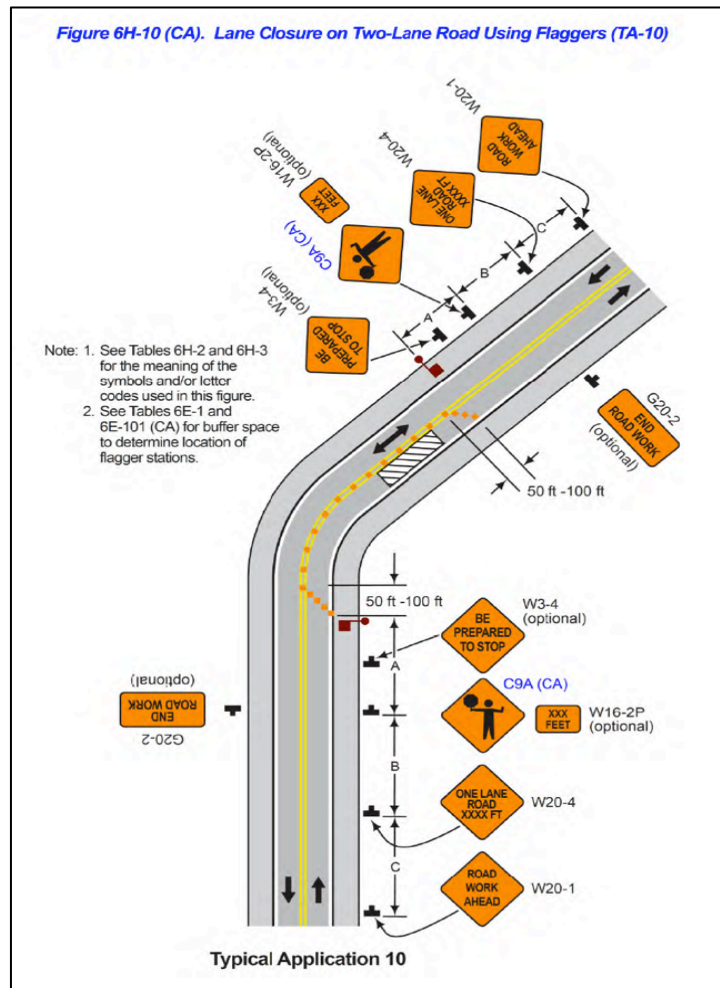 Figure 6H-10 (CA). Lane Closure on Two-Lane Road Using Flaggers (TA-10)
W20-1
ROAD
WORK
AHEAD
W20-4
ONE LANE
ROAD
XXXX FT
W16-2P
(optional)
XXX
FEET
C9A (CA)
W3-4
(optional)
BE
PREPARED
TO STOP
C
B
A
Note: 1. See Tables 6H-2 and 6H-3
for the meaning of the
symbols and/or letter
codes used in this figure.
2. See Tables 6E-1 and
6E-101 (CA) for buffer space
to determine location of
flagger stations.
G20-2
END
ROAD WORK
(optional)
50 ft -100 ft
50 ft -100 ft
A
BE
PREPARED
TO STOP
W3-4
(optional)
C9A (CA)
XXX
FEET
W16-2P
(optional)
G20-2
END
ROAD WORK
(optional)
B
ONE LANE
ROAD
XXXX FT
W20-4
C
ROAD
WORK
AHEAD
W20-1
Typical Application 10